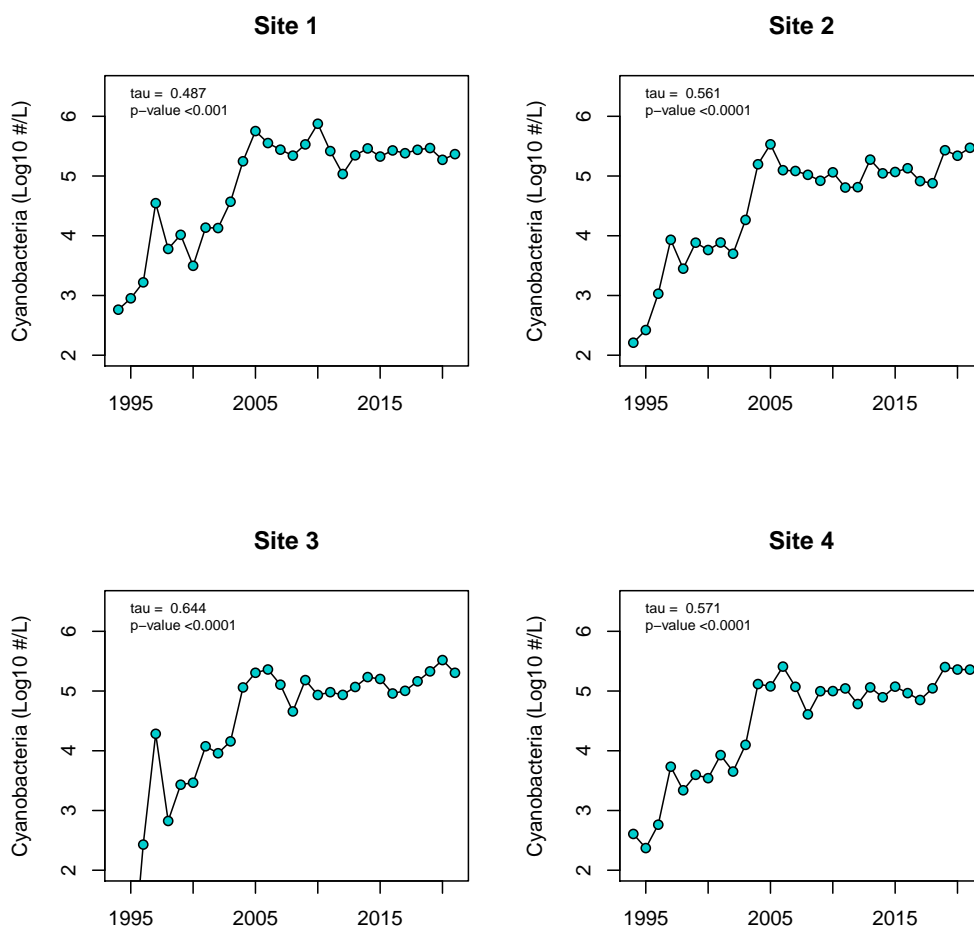 Site 1
tau =  0.487
p−value <0.001
Cyanobacteria (Log10 #/L)
6
5
4
3
2
1995 2005 2015
Site 2
tau =  0.561
p−value <0.0001
Cyanobacteria (Log10 #/L)
6
5
4
3
2
1995 2005 2015
Site 3
tau =  0.644
p−value <0.0001
Cyanobacteria (Log10 #/L)
6
5
4
3
2
1995 2005 2015
Site 4
tau =  0.571
p−value <0.0001
Cyanobacteria (Log10 #/L)
6
5
4
3
2
1995 2005 2015